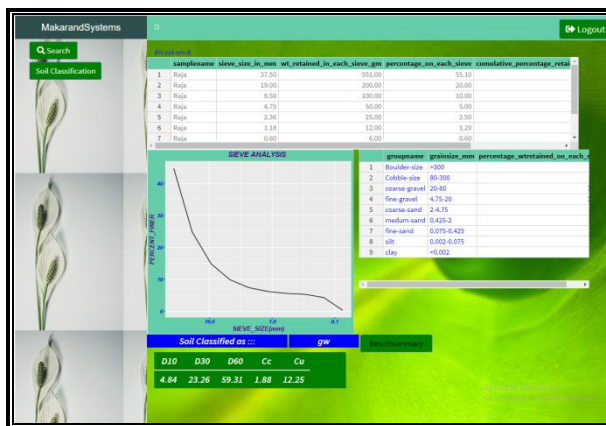 MakarandSystems
Logout
Search
Soil Classification
samplename sieve_size_in_mm wt_retained_in_each_sieve_gm percentage_on_each_sieve cumulative_percentage_retai
1 Raja 37.50 551.00 55.10
2 Raja 19.00 200.00 20.00
3 Raja 9.50 100.00 10.00
4 Raja 4.75 50.00 5.00
5 Raja 2.36 25.00 2.50
6 Raja 1.18 12.00 1.20
7 Raja 0.60 6.00 0.60
SIEVE ANALYSIS
PERCENT_FINER
40
30
20
10
0
10.0 1.0 0.1
SIEVE_SIZE(mm)
groupname grainsize_mm percentage_wtretained_on_each_s
1 Boulder-size >300
2 Cobble-size 80-300
3 coarse-gravel 20-80
4 fine-gravel 4.75-20
5 coarse-sand 2-4.75
6 medum-sand 0.425-2
7 fine-sand 0.075-0.425
8 silt 0.002-0.075
9 clay <0.002
Soil Classified as ::: gw
Resultsummary
D10 D30 D60 Cc Cu
4.84 23.26 59.31 1.88 12.25